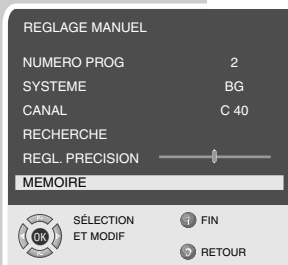 REGLAGE MANUEL
NUMERO PROG 2
SYSTEME BG
CANAL C 40
RECHERCHE
REGL. PRECISION
MEMOIRE
SÉLECTION
ET MODIF
OK
FIN
RETOUR